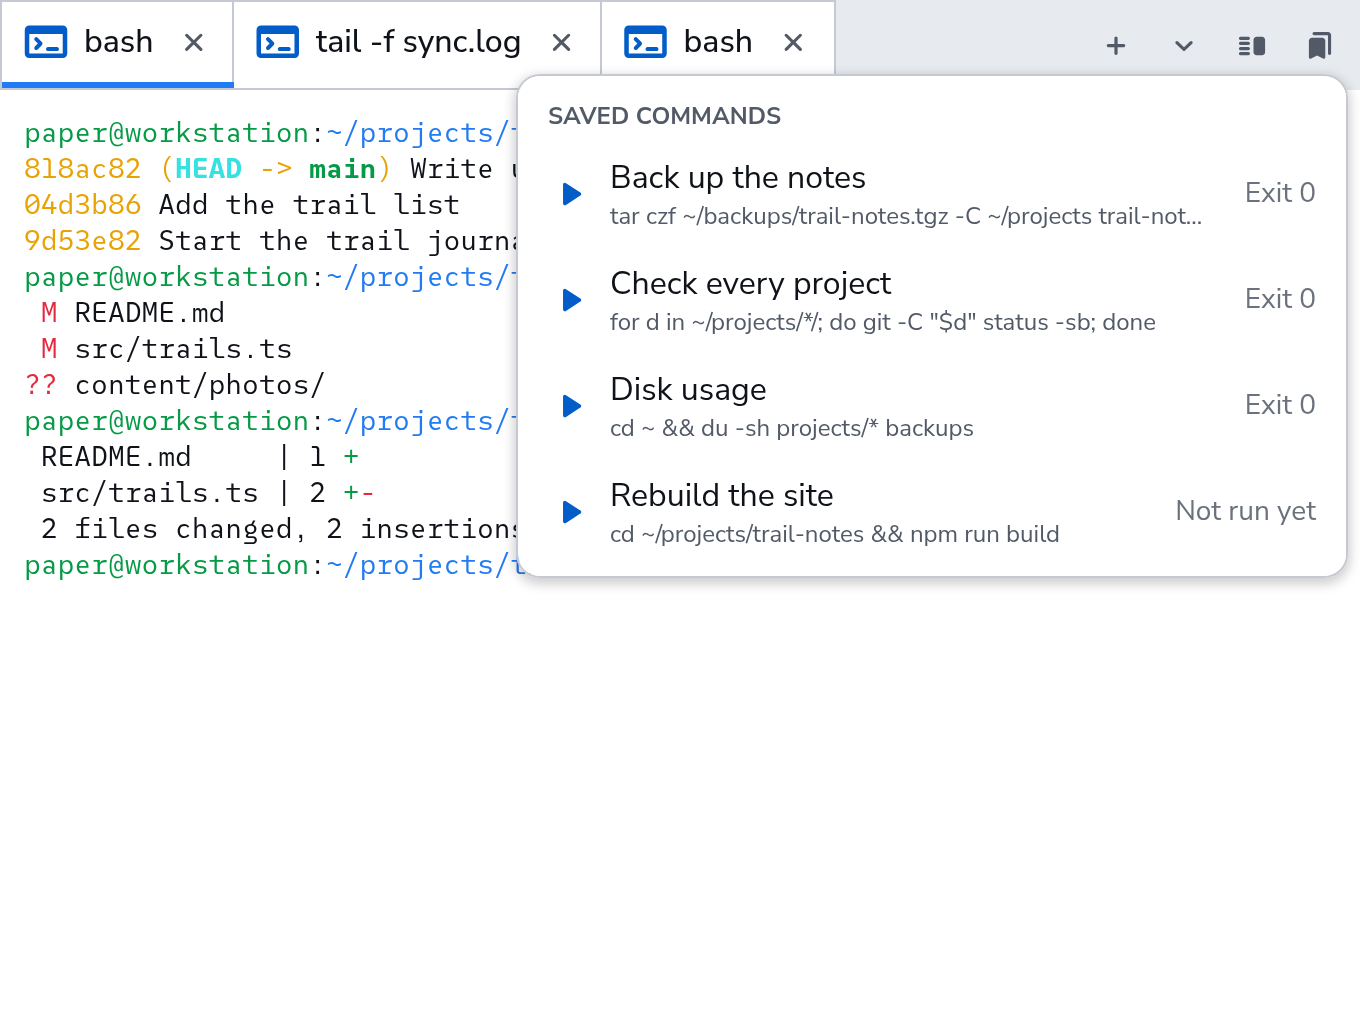 bash
tail -f sync.log
bash
paper@workstation:~/projects/
818ac82 (HEAD -> main) Write
04d3b86 Add the trail list
9d53e82 Start the trail journa
paper@workstation:~/projects/
M README.md
M src/trails.ts
?? content/photos/
paper@workstation:~/projects/
README.md | 1 +
src/trails.ts | 2 +-
2 files changed, 2 insertions
paper@workstation:~/projects/t
SAVED COMMANDS
Back up the notes
tar czf ~/backups/trail-notes.tgz -C ~/projects trail-not...
Exit 0
Check every project
for d in ~/projects/*/; do git -C "$d" status -sb; done
Exit 0
Disk usage
cd ~ && du -sh projects/* backups
Exit 0
Rebuild the site
cd ~/projects/trail-notes && npm run build
Not run yet